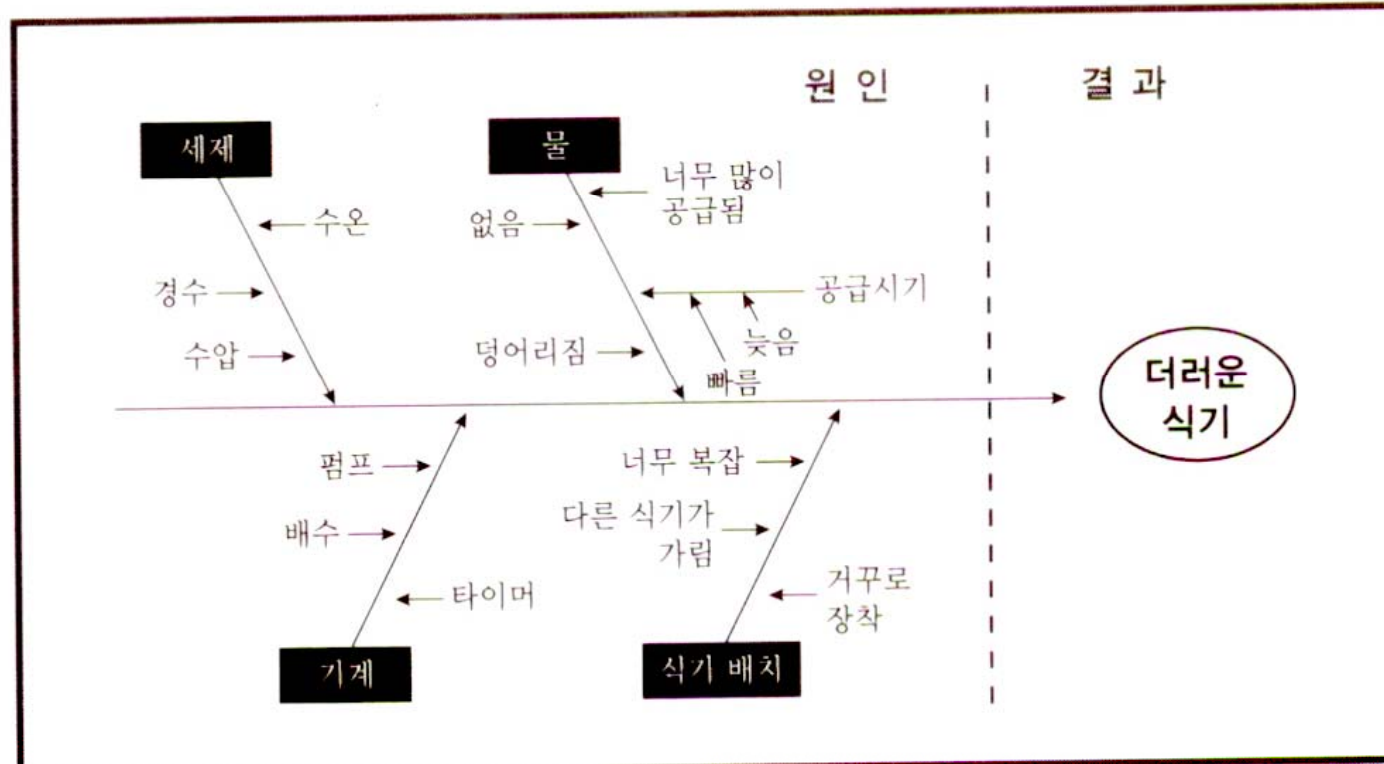 원 인
결 과
세제
물
수온
경수
수압
너무 많이
공급됨
없음
공급시기
늦음
빠름
덩어리짐
더러운
식기
펌프
배수
타이머
기계
너무 복잡
다른 식기가
가림
거꾸로
장착
식기 배치